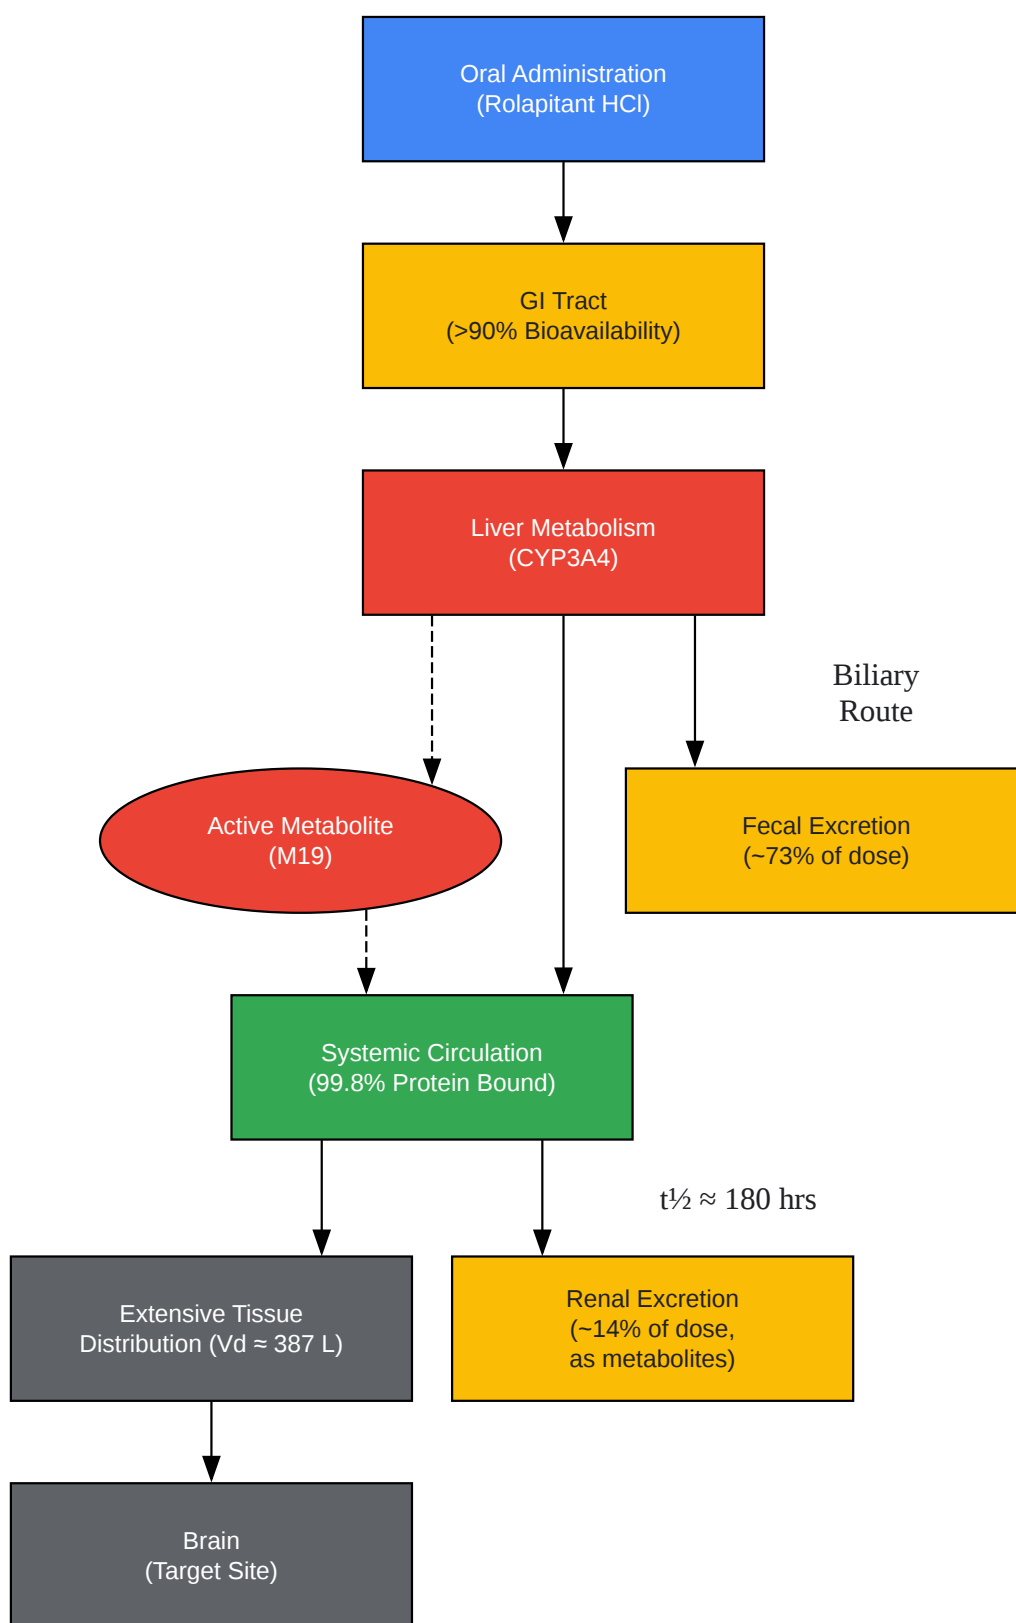 Oral Administration
(Rolapitant HCl)
GI Tract
(>90% Bioavailability)
Liver Metabolism
(CYP3A4)
Biliary
Route
Active Metabolite
(M19)
Fecal Excretion
(~73% of dose)
Systemic Circulation
(99.8% Protein Bound)
t½ ≈ 180 hrs
Extensive Tissue
Distribution (Vd ≈ 387 L)
Renal Excretion
(~14% of dose,
as metabolites)
Brain
(Target Site)